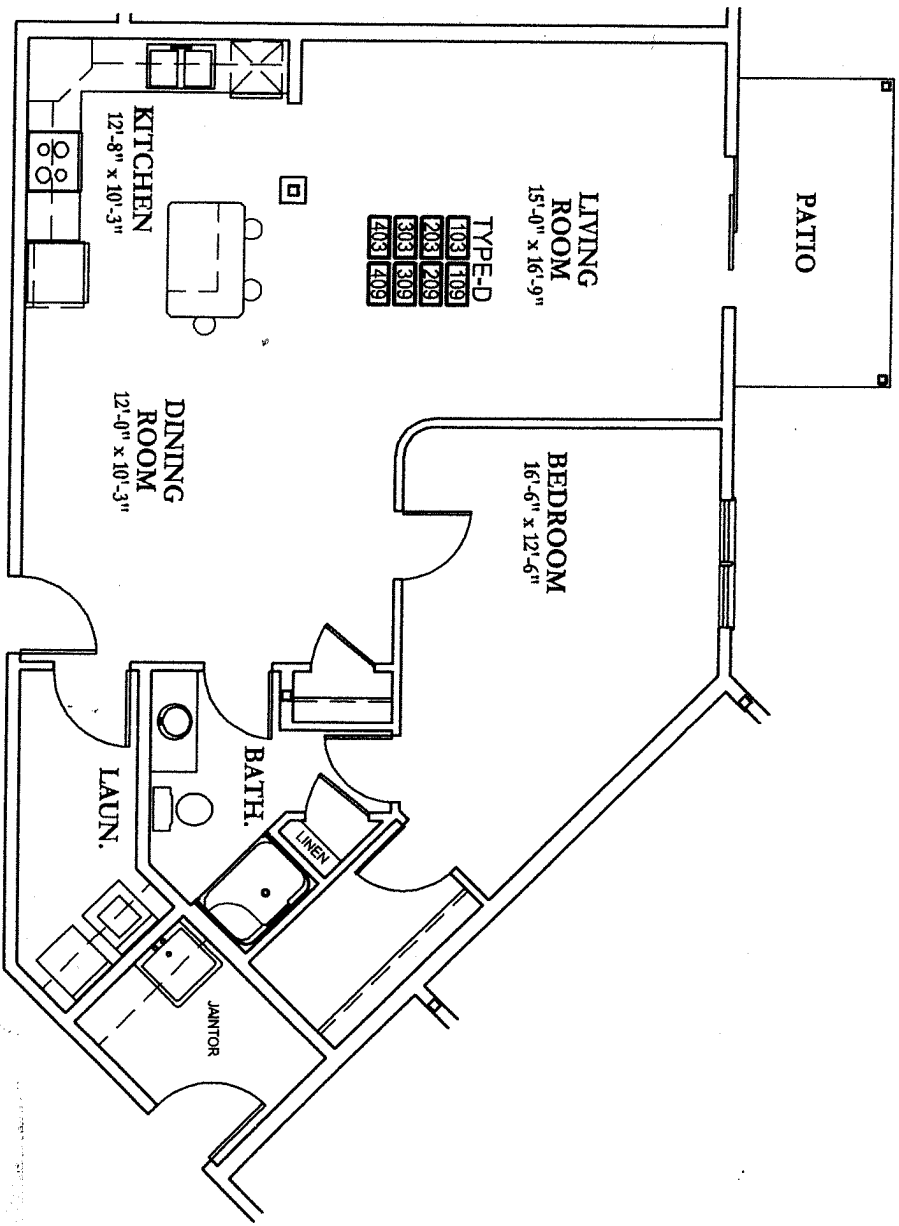 PATIO
LIVING
ROOM
15'-0" x 16'-9"
TYPE-D
103 109
203 209
303 309
403 409
KITCHEN
12'-8" x 10'-3"
BEDROOM
16'-6" x 12'-6"
DINING
ROOM
12'-0" x 10'-3"
BATH.
LINEN
LAUN.
JAINTOR